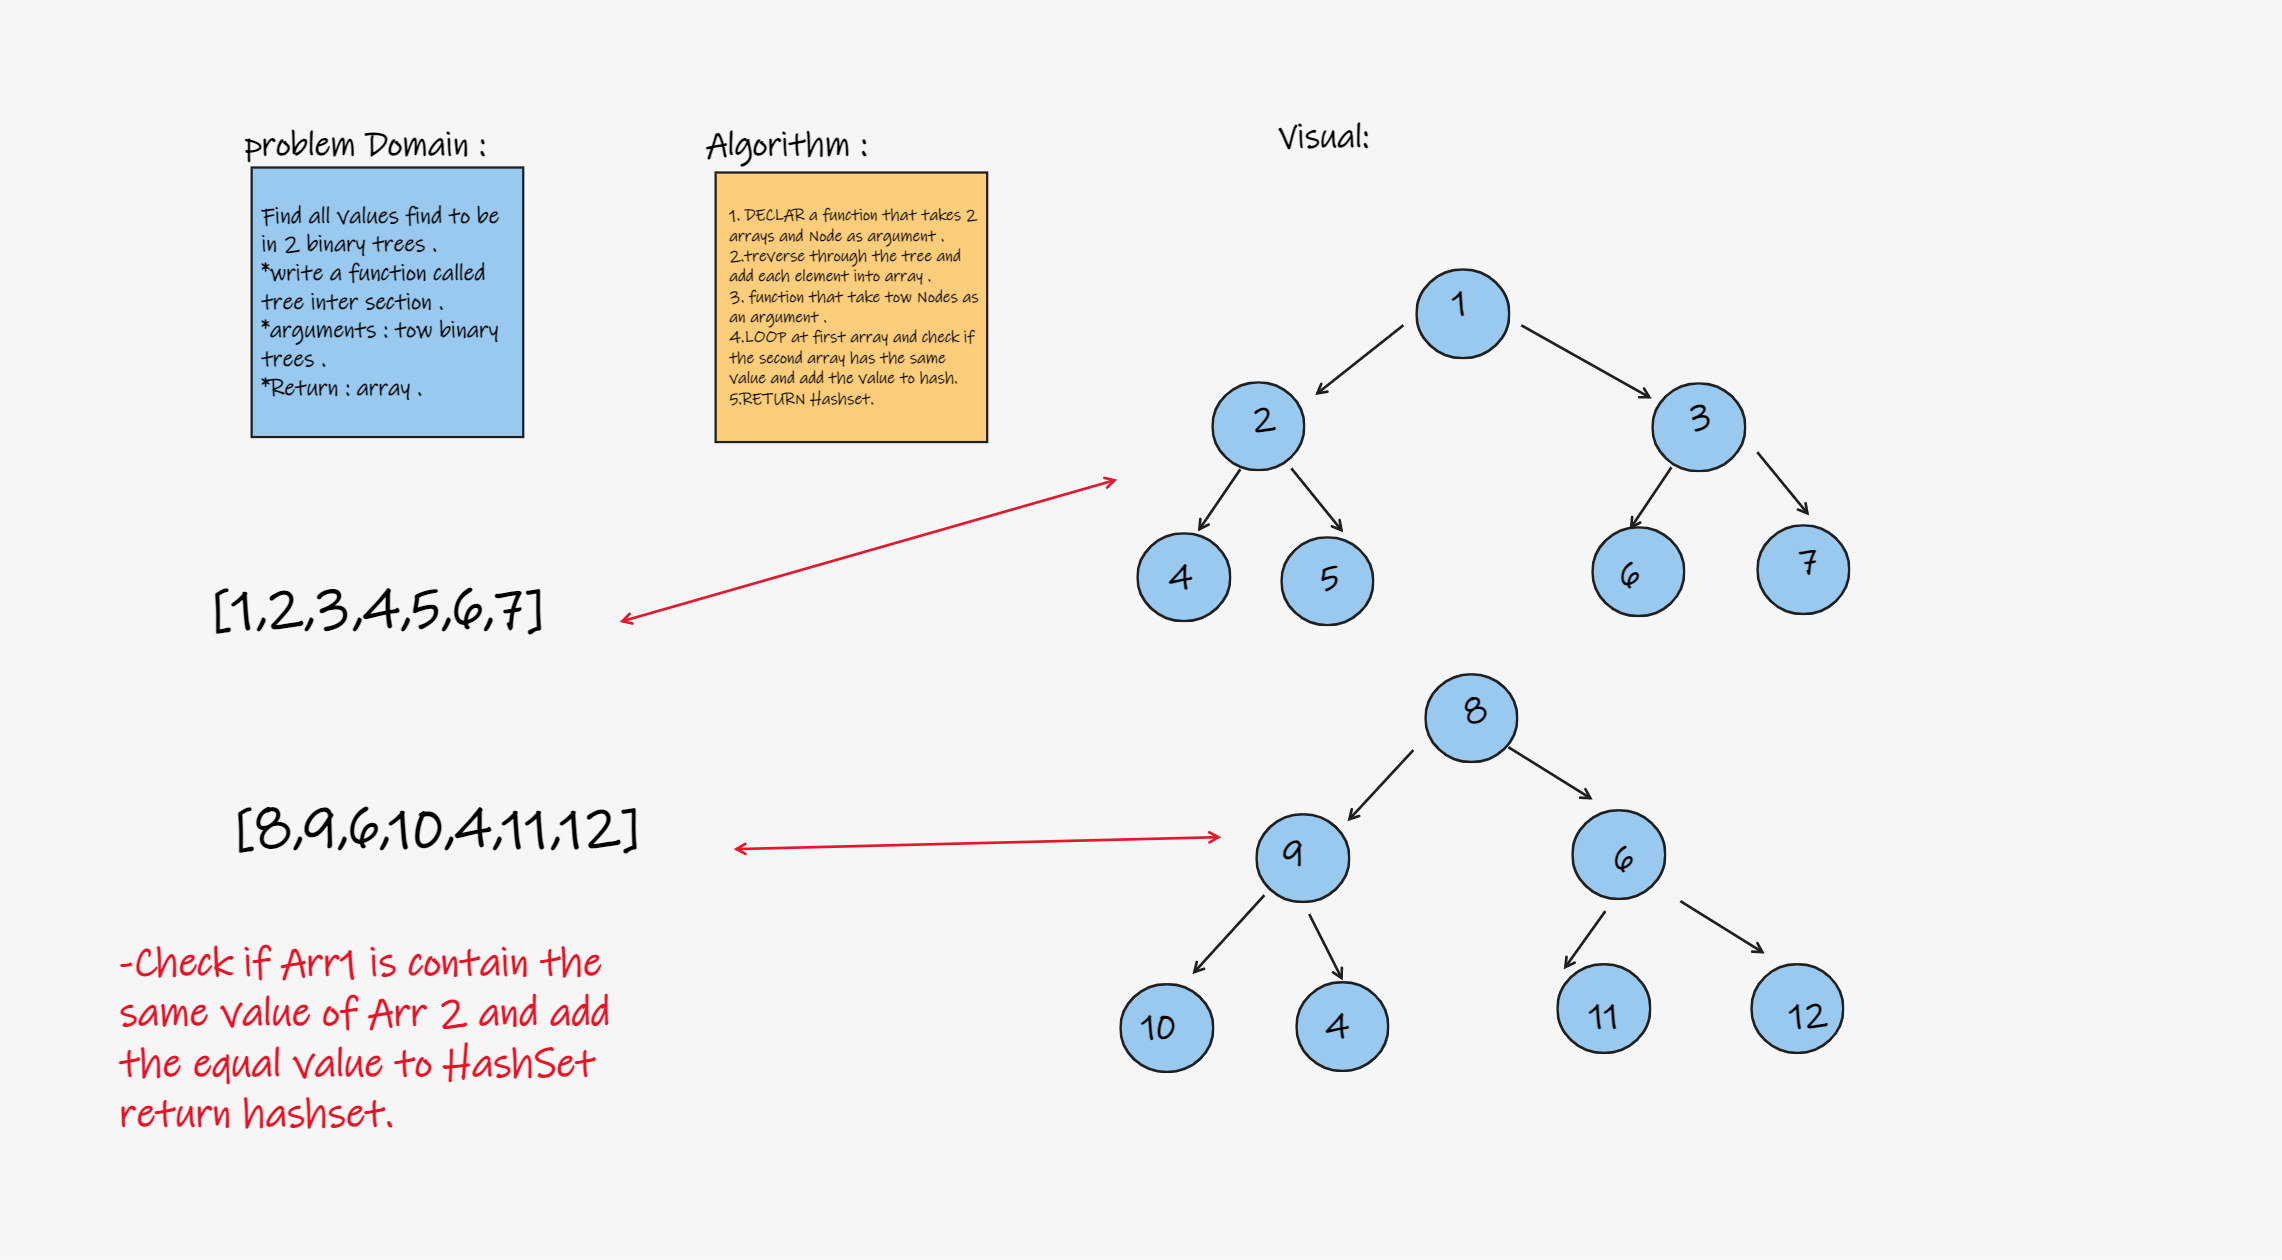 problem Domain :
Find all values find to be
in 2 binary trees .
*write a function called
tree inter section .
*arguments : tow binary
trees .
*Return : array .
Algorithm :
1. DECLAR a function that takes 2
arrays and Node as argument .
2.treverse through the tree and
add each element into array .
3. function that take tow Nodes as
an argument .
4.LOOP at first array and check if
the second array has the same
value and add the value to hash.
5.RETURN Hashset.
Visual:
1
2
3
4
5
6
7
[1,2,3,4,5,6,7]
8
9
6
10
4
11
12
[8,9,6,10,4,11,12]
-Check if Arr1 is contain the
same value of Arr 2 and add
the equal value to HashSet
return hashset.